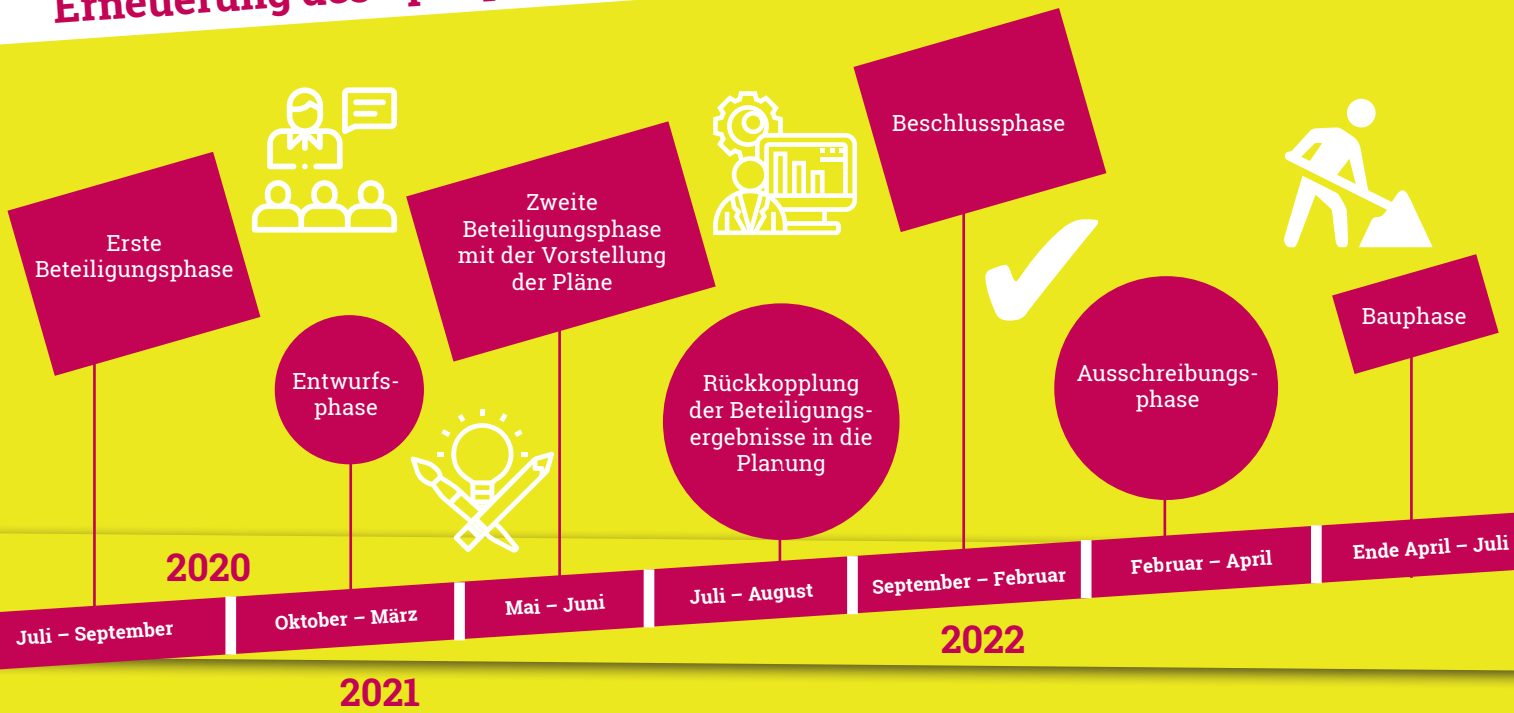 Erneuerung des
Erste
Beteiligungsphase
Entwurfs-
phase
Zweite
Beteiligungsphase
mit der Vorstellung
der Pläne
Rückkopplung
der Beteiligungs-
ergebnisse in die
Planung
Beschlussphase
Ausschreibungs-
phase
Bauphase
2020
Juli – September
Oktober – März
Mai – Juni
Juli – August
September – Februar
Februar – April
Ende April – Juli
2021
2022